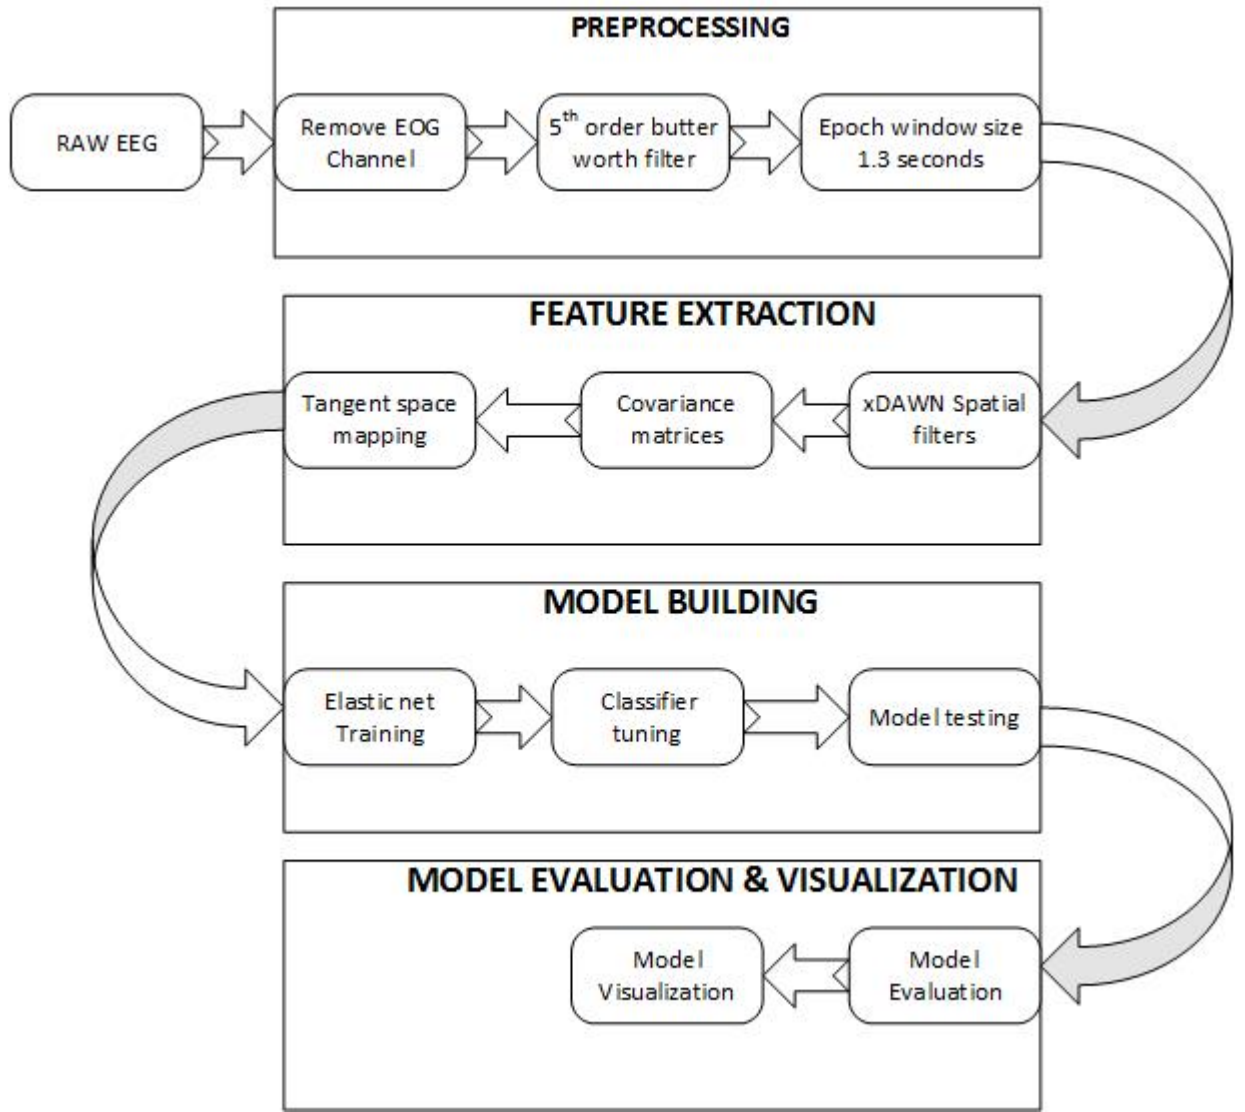 PREPROCESSING
RAW EEG
Remove EOG
Channel
5th order butter
worth filter
Epoch window size
1.3 seconds
FEATURE EXTRACTION
Tangent space
mapping
Covariance
matrices
xDAWN Spatial
filters
MODEL BUILDING
Elastic net
Training
Classifier
tuning
Model testing
MODEL EVALUATION & VISUALIZATION
Model
Visualization
Model
Evaluation